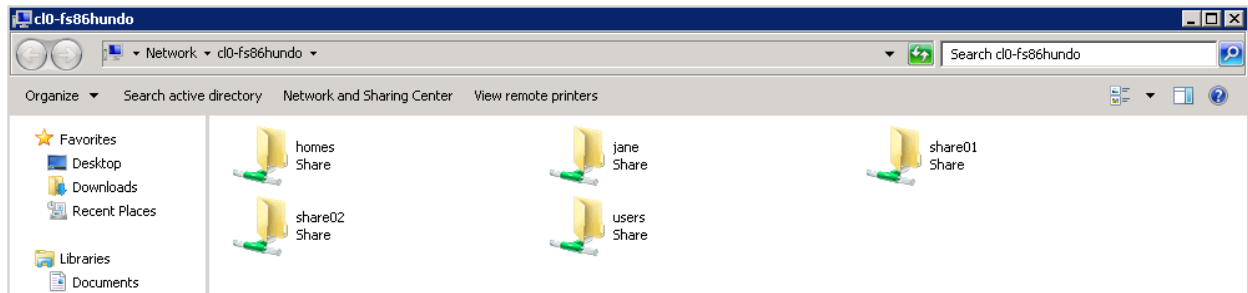 cl0-fs86hundo
Network cl0-fs86hundo
Search cl0-fs86hundo
Organize Search active directory Network and Sharing Center View remote printers
Favorites
Desktop
Downloads
Recent Places
Libraries
Documents
homes
Share
jane
Share
share01
Share
share02
Share
users
Share